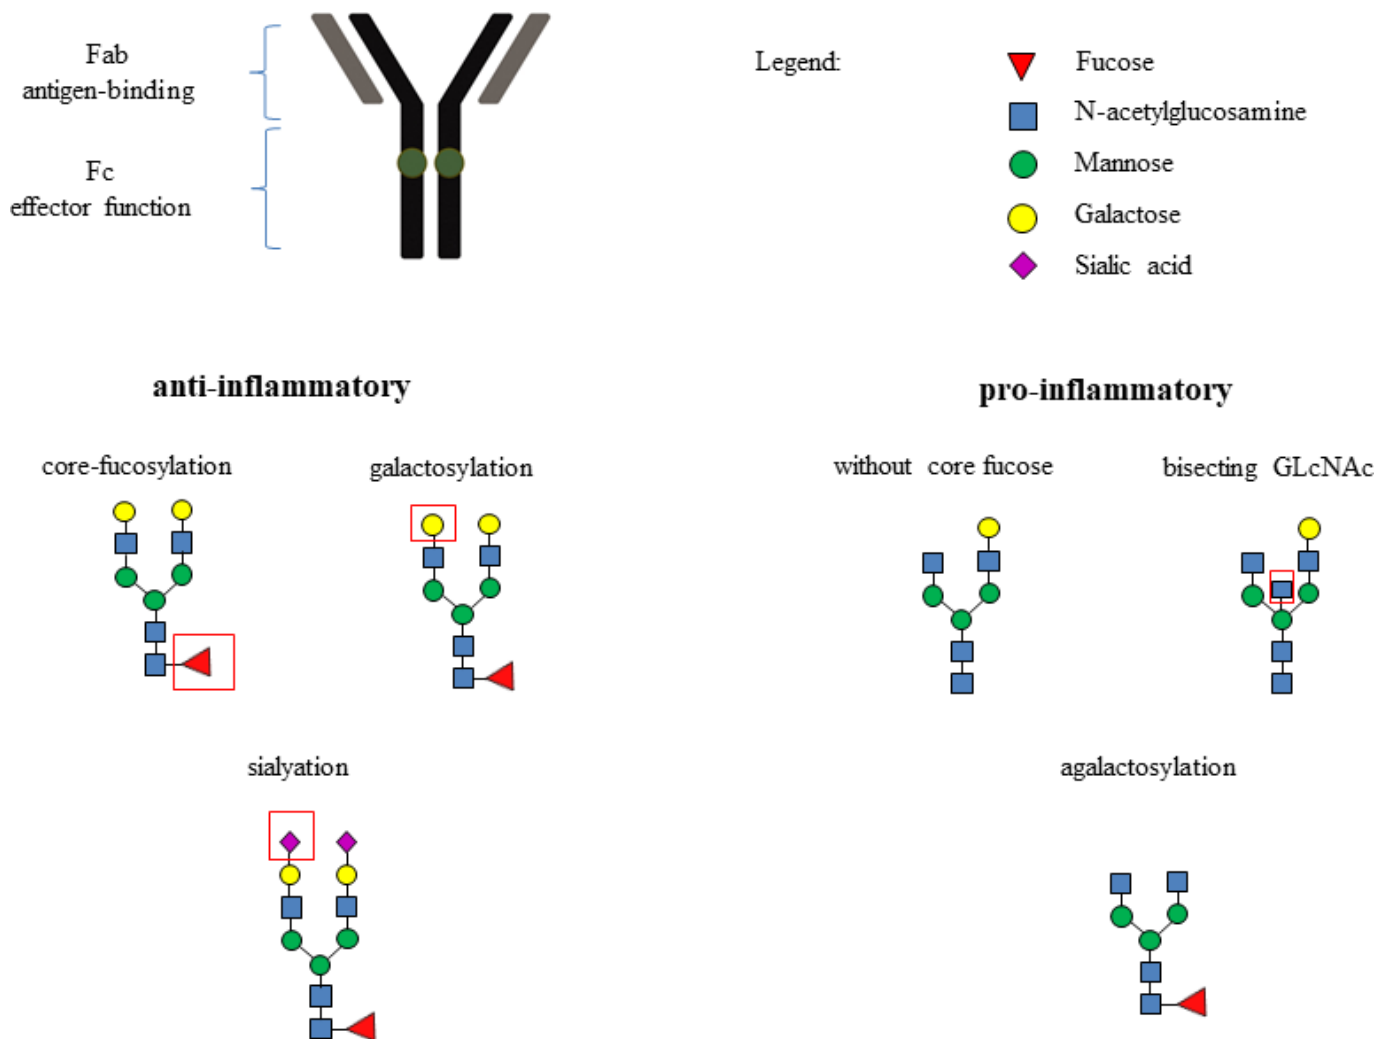 Fab
antigen-binding
Fc
effector function
Legend:
Fucose
N-acetylglucosamine
Mannose
Galactose
Sialic acid
anti-inflammatory
pro-inflammatory
core-fucosylation
galactosylation
without core fucose
bisecting GLcNAc
sialyation
agalactosylation